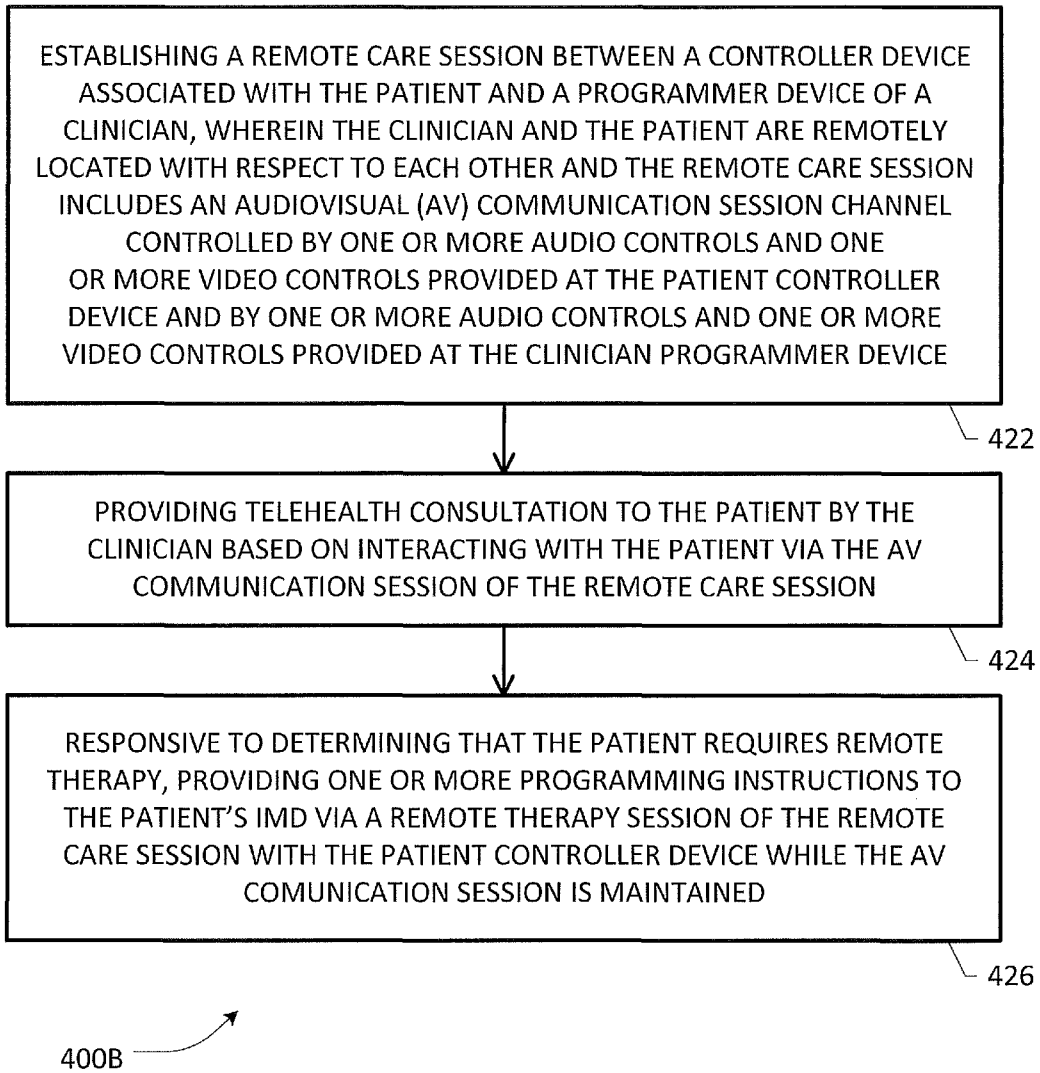 ESTABLISHING A REMOTE CARE SESSION BETWEEN A CONTROLLER DEVICE
ASSOCIATED WITH THE PATIENT AND A PROGRAMMER DEVICE OF A
CLINICIAN, WHEREIN THE CLINICIAN AND THE PATIENT ARE REMOTELY
LOCATED WITH RESPECT TO EACH OTHER AND THE REMOTE CARE SESSION
INCLUDES AN AUDIOVISUAL (AV) COMMUNICATION SESSION CHANNEL
CONTROLLED BY ONE OR MORE AUDIO CONTROLS AND ONE
OR MORE VIDEO CONTROLS PROVIDED AT THE PATIENT CONTROLLER
DEVICE AND BY ONE OR MORE AUDIO CONTROLS AND ONE OR MORE
VIDEO CONTROLS PROVIDED AT THE CLINICIAN PROGRAMMER DEVICE
422
PROVIDING TELEHEALTH CONSULTATION TO THE PATIENT BY THE
CLINICIAN BASED ON INTERACTING WITH THE PATIENT VIA THE AV
COMMUNICATION SESSION OF THE REMOTE CARE SESSION
424
RESPONSIVE TO DETERMINING THAT THE PATIENT REQUIRES REMOTE
THERAPY, PROVIDING ONE OR MORE PROGRAMMING INSTRUCTIONS TO
THE PATIENT'S IMD VIA A REMOTE THERAPY SESSION OF THE REMOTE
CARE SESSION WITH THE PATIENT CONTROLLER DEVICE WHILE THE AV
COMUNICATION SESSION IS MAINTAINED
426
400B